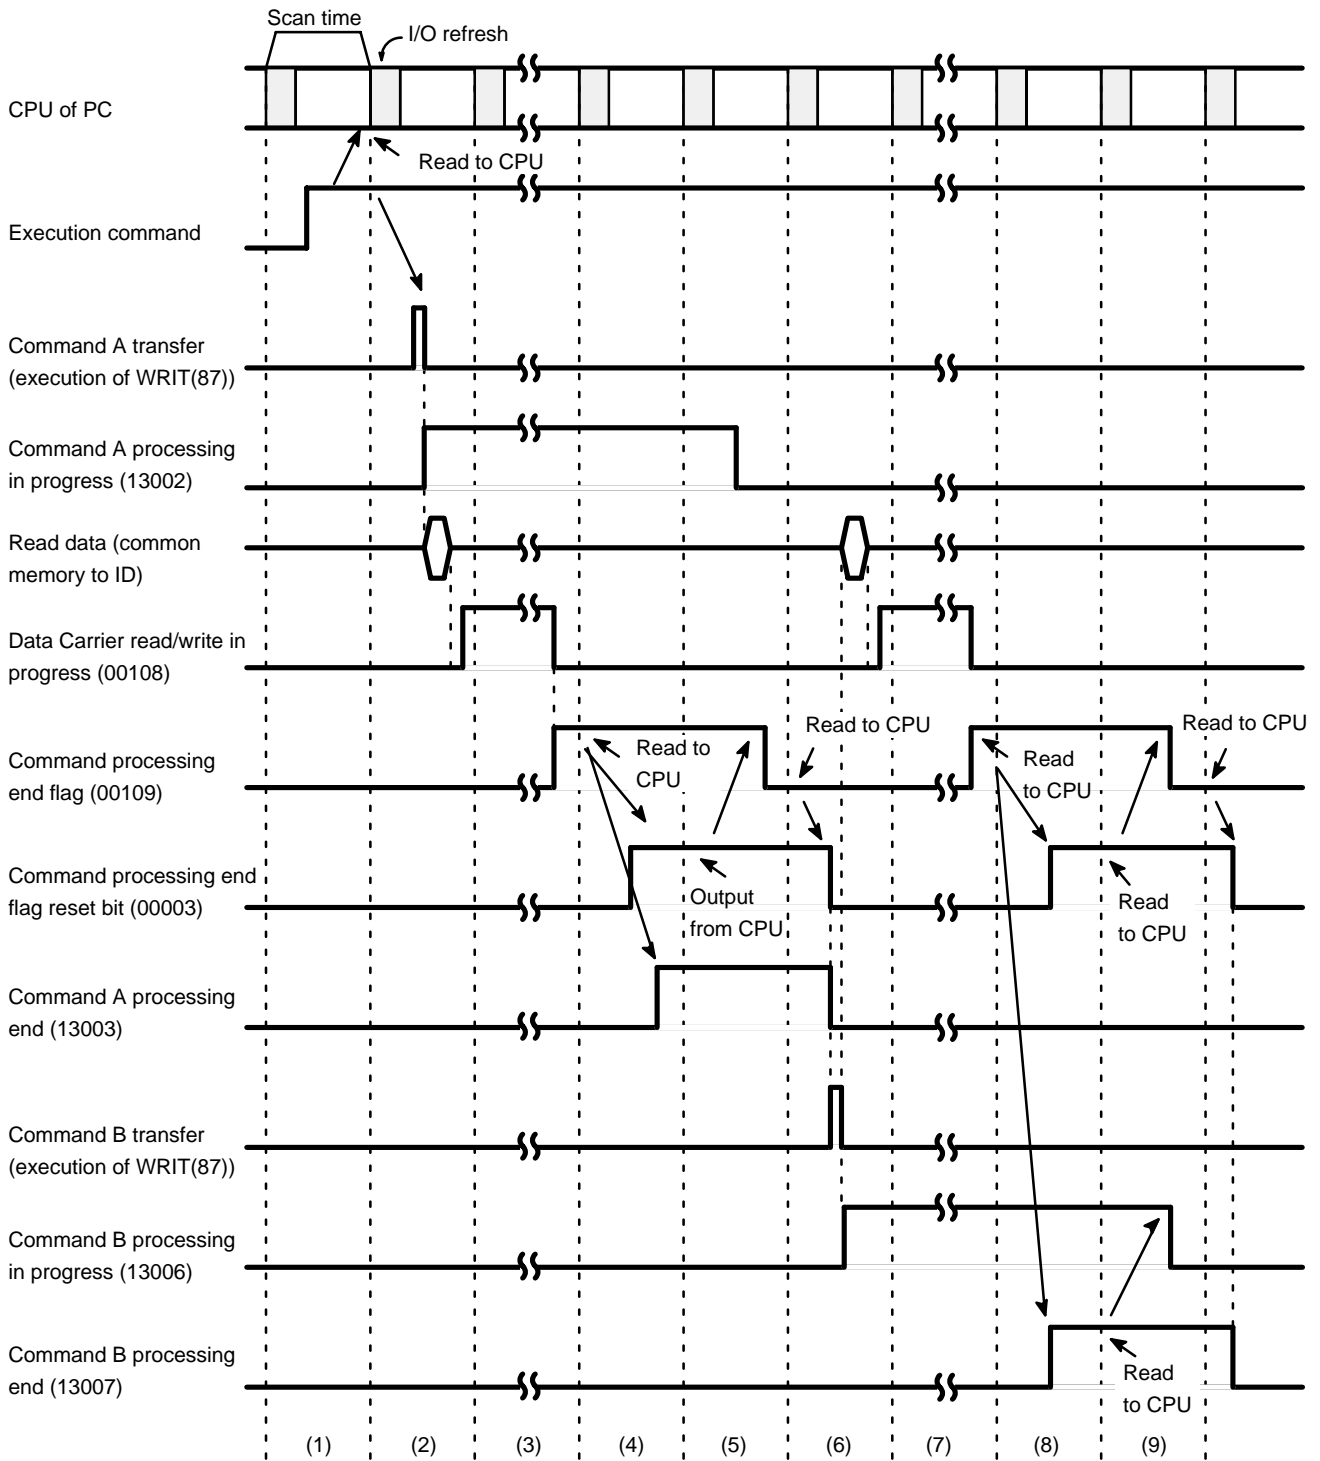 Scan time
I/O refresh
CPU of PC
Read to CPU
Execution command
Command A transfer
(execution of WRIT(87))
Command A processing
in progress (13002)
Read data (common
memory to ID)
Data Carrier read/write in
progress (00108)
Read to CPU
Read to CPU
Command processing
end flag (00109)
Read to
CPU
Read
to CPU
Command processing end
flag reset bit (00003)
Output
from CPU
Read
to CPU
Command A processing
end (13003)
Command B transfer
(execution of WRIT(87))
Command B processing
in progress (13006)
Command B processing
end (13007)
Read
to CPU
(1) (2) (3) (4) (5) (6) (7) (8) (9)